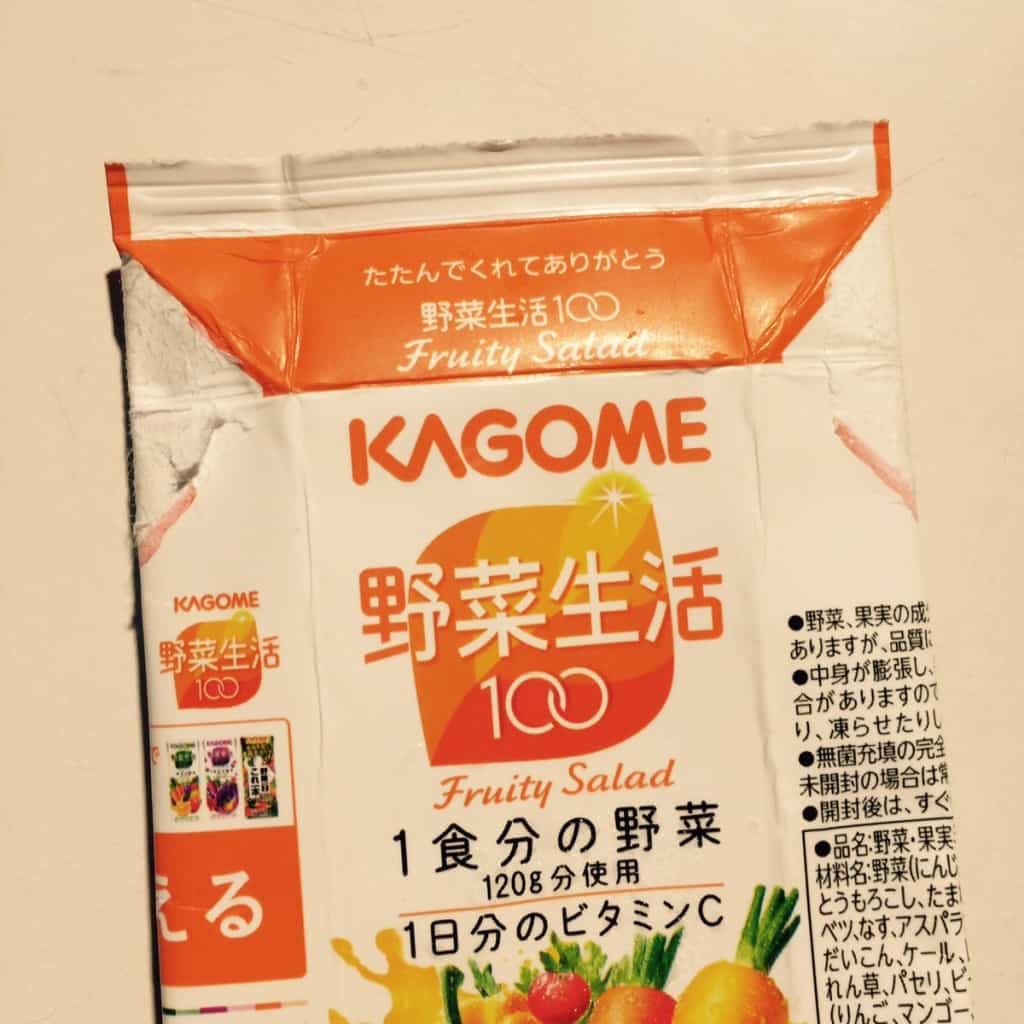 たたんでくれてありがとう
野菜生活100
Fruity Salad
KAGOME
野菜生活
100
Fruity Salad
1食分の野菜
120g分使用
1日分のビタミンC
KAGOME
野菜生活
100
える
●野菜、果実の成
ありますが、品質に
●中身が膨張し、
合がありますので
り、凍らせたりし
●無菌充填の完全
未開封の場合は常
●開封後は、すぐ
●品名:野菜・果実
材料名:野菜(にんじ
とうもろこし、たま
ベツ、なす、アスパラ
だいこん、ケール、
れん草、パセリ、ビ
(りんご、マンゴー